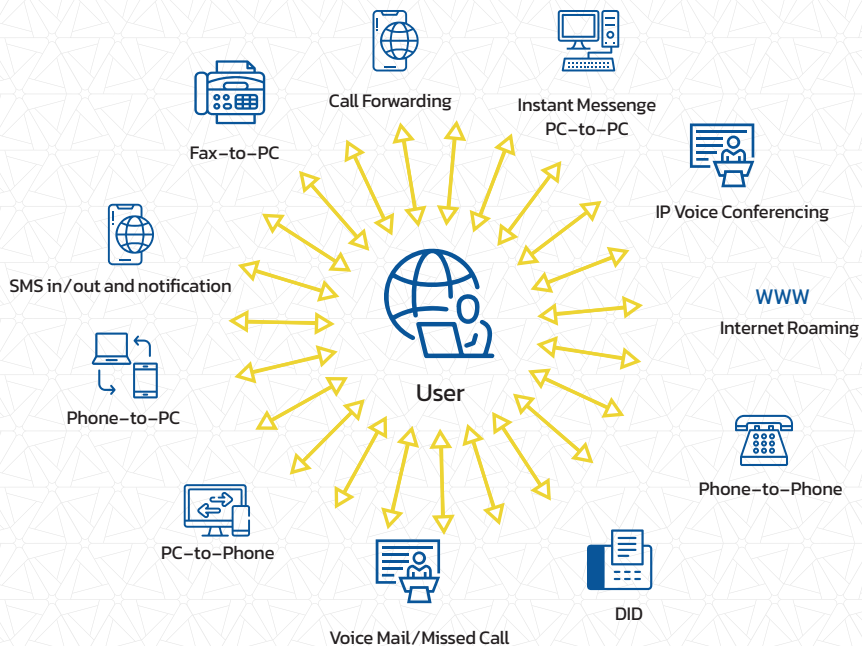 Call Forwarding
Instant Messenge
PC-to-PC
Fax-to-PC
IP Voice Conferencing
SMS in/out and notification
WWW
Internet Roaming
User
Phone-to-PC
Phone-to-Phone
PC-to-Phone
DID
Voice Mail/Missed Call